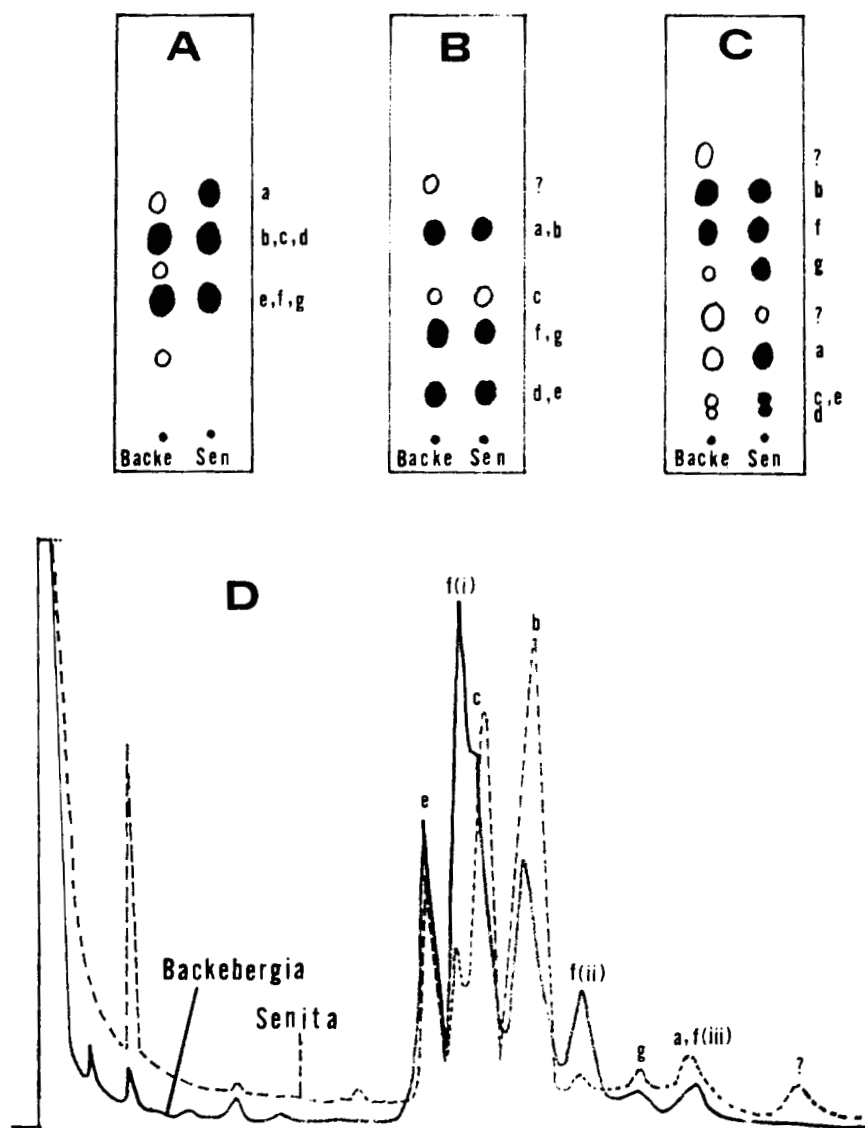 A
a
b,c,d
e,f,g
Backe Sen
B
?
a,b
c
f,g
d,e
Backe Sen
C
?
b
f
g
?
a
c,e
d
Backe Sen
D
f(i)
b
c
e
Backebergia
Senita
f(ii)
g
a,f(iii)
?